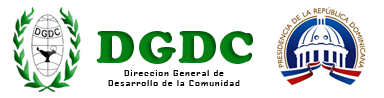 DGDC
DGDC
Direccion General de
Desarrollo de la Comunidad
PRESIDENCIA DE LA REPÚBLICA DOMINICANA